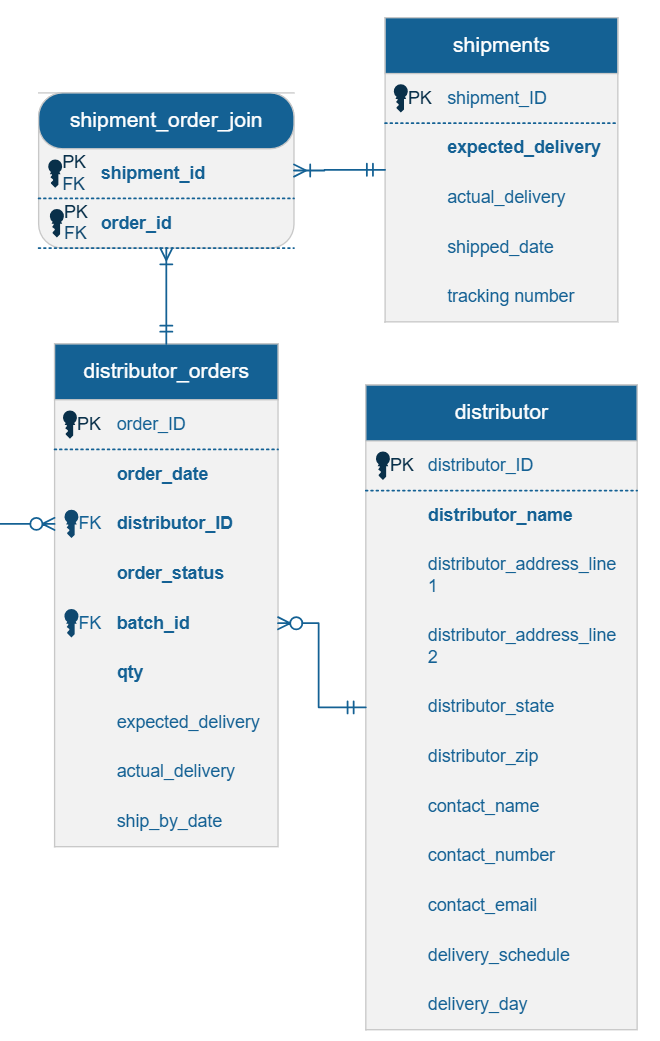 shipments
PK shipment_ID
expected_delivery
actual_delivery
shipped_date
tracking number
shipment_order_join
PK
FK shipment_id
PK
FK order_id
distributor_orders
PK order_ID
order_date
FK distributor_ID
order_status
FK batch_id
qty
expected_delivery
actual_delivery
ship_by_date
distributor
PK distributor_ID
distributor_name
distributor_address_line
1
distributor_address_line
2
distributor_state
distributor_zip
contact_name
contact_number
contact_email
delivery_schedule
delivery_day